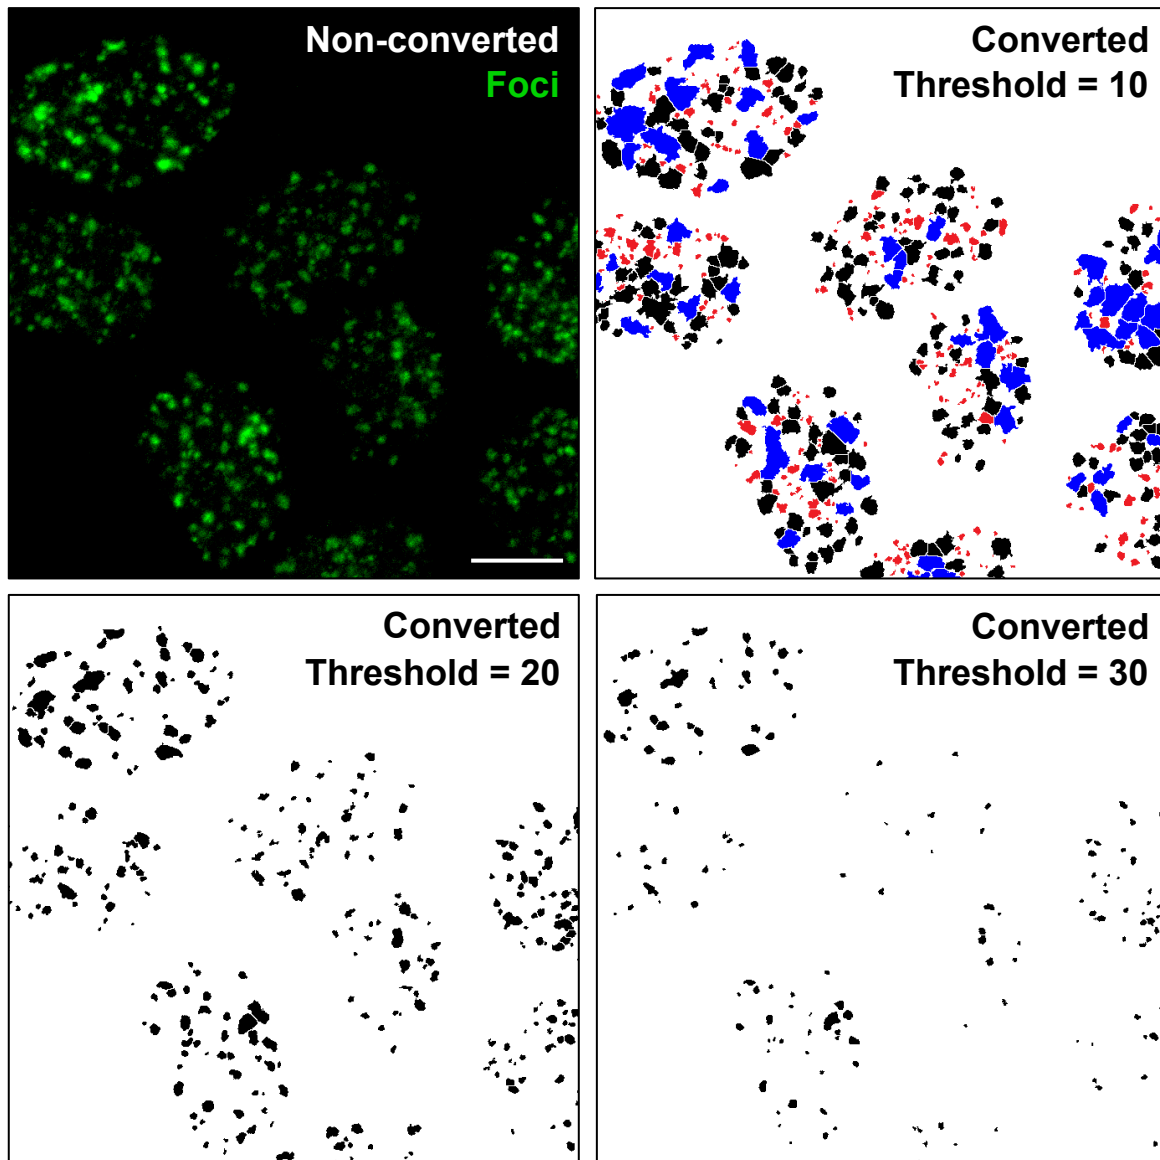 Non-converted
Foci
Converted
Threshold = 10
Converted
Threshold = 20
Converted
Threshold = 30